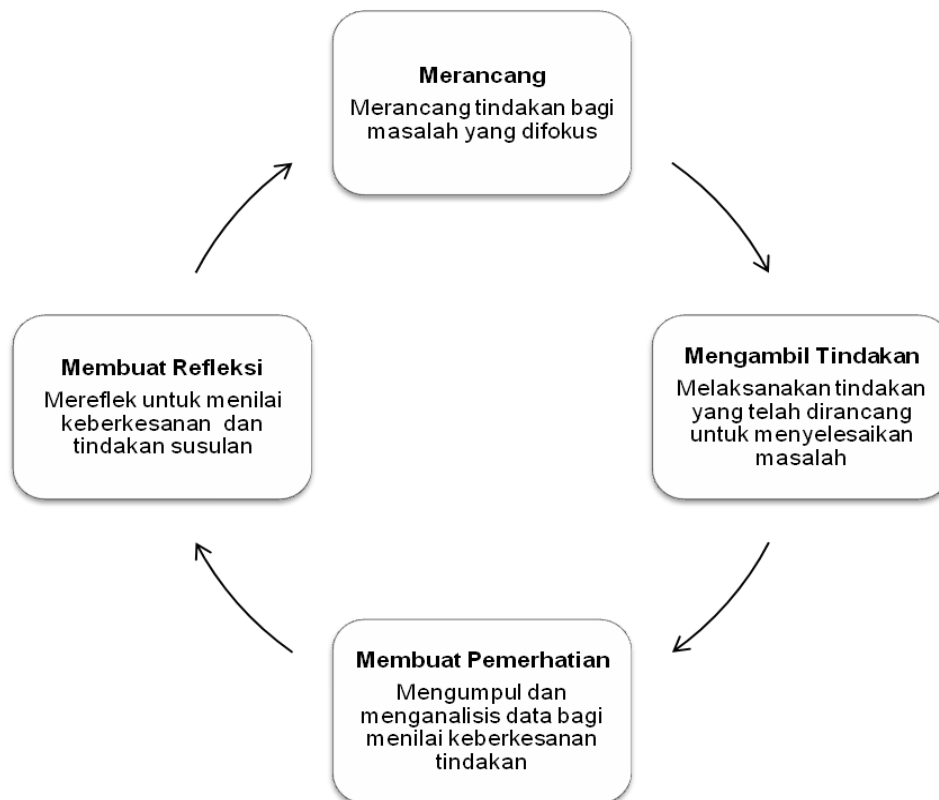 Merancang
Merancang tindakan bagi
masalah yang difokus
Mengambil Tindakan
Melaksanakan tindakan
yang telah dirancang
untuk menyelesaikan
masalah
Membuat Pemerhatian
Mengumpul dan
menganalisis data bagi
menilai keberkesanan
tindakan
Membuat Refleksi
Mereflek untuk menilai
keberkesanan dan
tindakan susulan